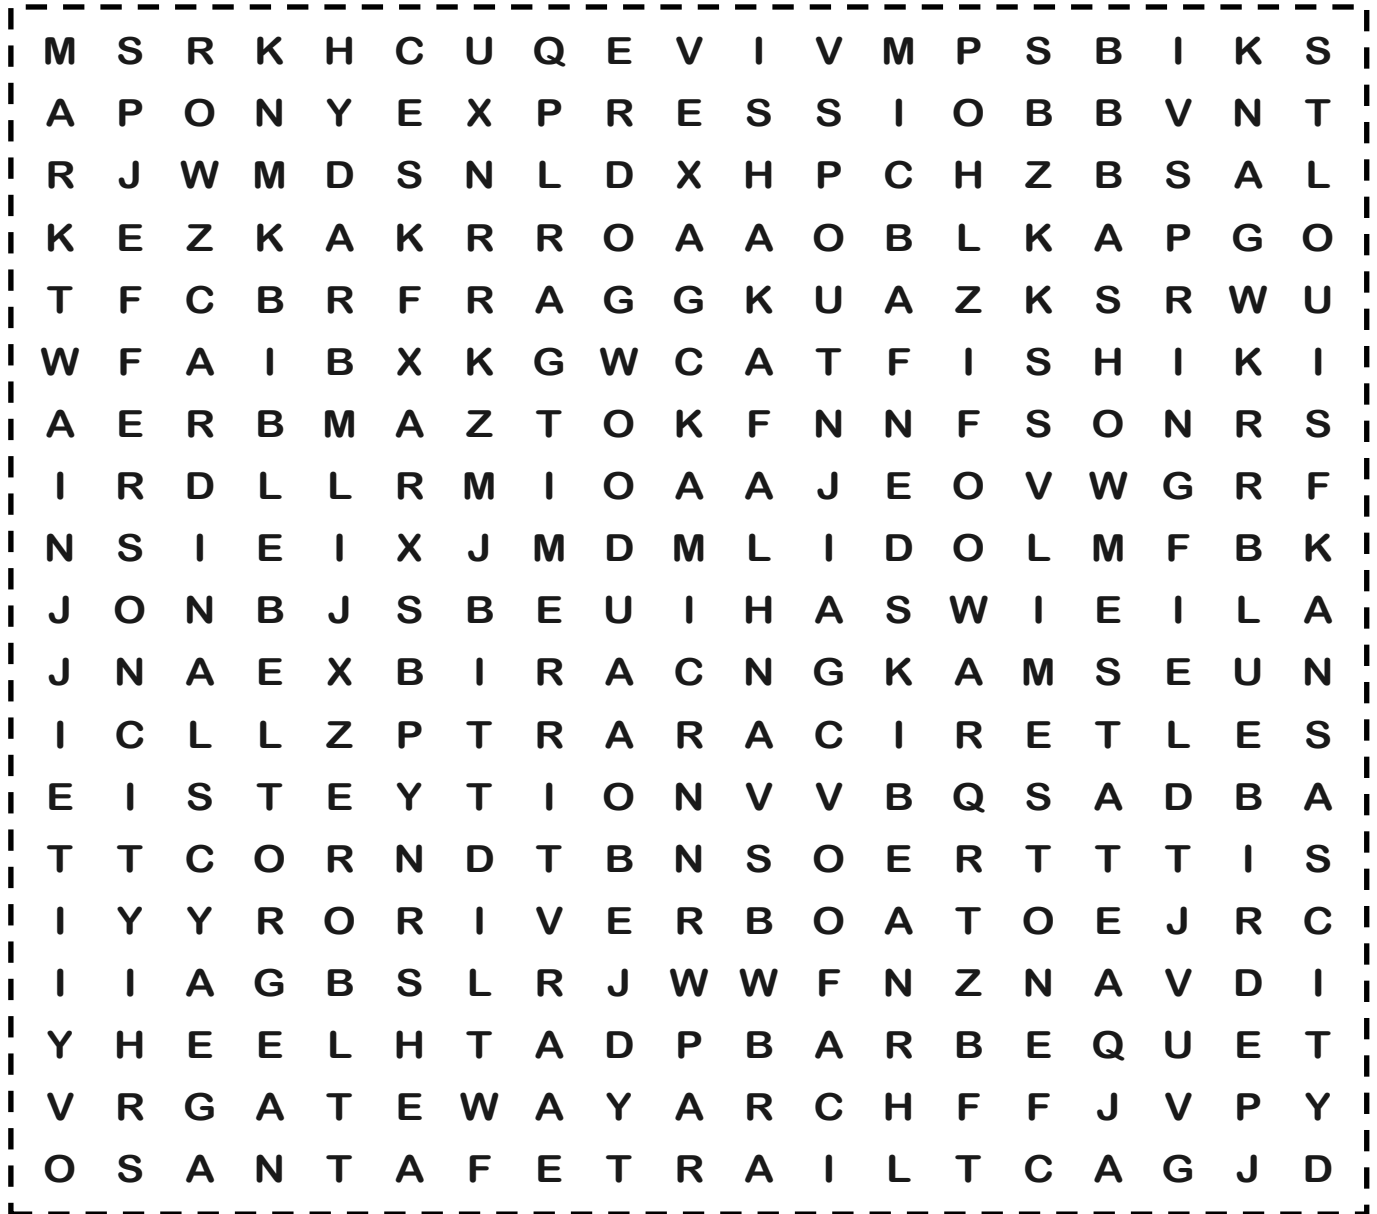 M S R K H C U Q E V I V M P S B I K S
A P O N Y E X P R E S S I O B B V N T
R J W M D S N L D X H P C H Z B S A L
K E Z K A K R R O A A O B L K A P G O
T F C B R F R A G G K U A Z K S R W U
W F A I B X K G W C A T F I S H I K I
A E R B M A Z T O K F N N F S O N R S
I R D L L R M I O A A J E O V W G R F
N S I E I X J M D M L I D O L M F B K
J O N B J S B E U I H A S W I E I L A
J N A E X B I R A C N G K A M S E U N
I C L L Z P T R A R A C I R E T L E S
E I S T E Y T I O N V V B Q S A D B A
T T C O R N D T B N S O E R T T T I S
I Y Y R O R I V E R B O A T O E J R C
I I A G B S L R J W W F N Z N A V D I
Y H E E L H T A D P B A R B E Q U E T
V R G A T E W A Y A R C H F F J V P Y
O S A N T A F E T R A I L T C A G J D